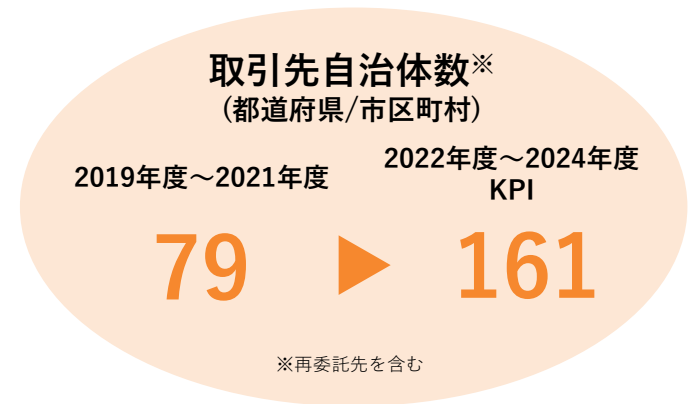 取引先自治体数※
(都道府県/市区町村)
2019年度～2021年度
2022年度～2024年度
KPI
79 ▶ 161
※再委託先を含む